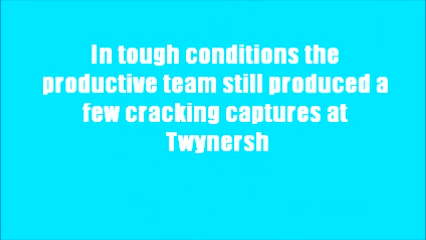 In tough conditions the
productive team still produced a
few cracking captures at
Twynersh